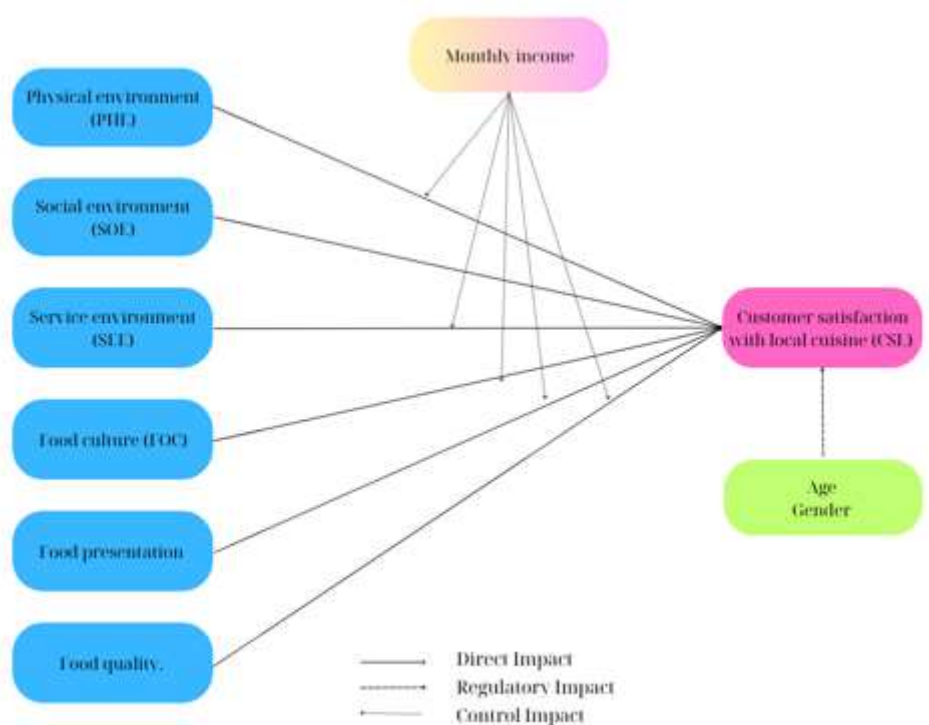 Monthly income
Physical environment
(PHE)
Social environment
(SOE)
Service environment
(SEE)
Customer satisfaction
with local cuisine (CSL)
Food culture (FOC)
Age
Gender
Food presentation
Food quality.
Direct Impact
Regulatory Impact
Control Impact